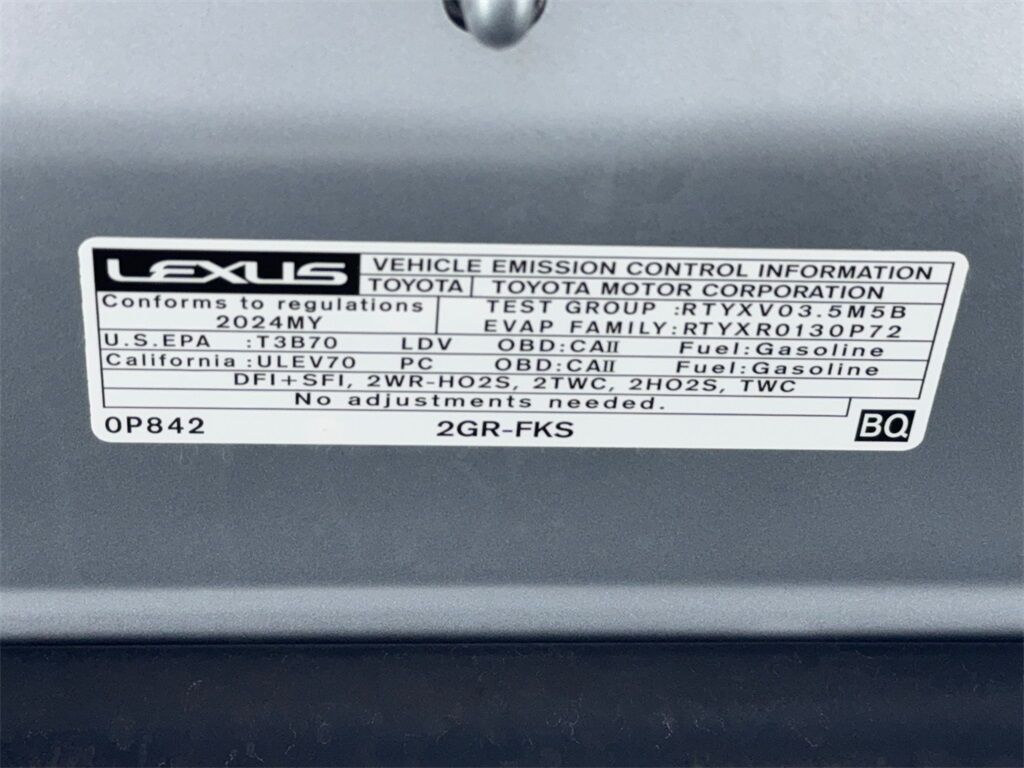 LEXUS VEHICLE EMISSION CONTROL INFORMATION
TOYOTA TOYOTA MOTOR CORPORATION
Conforms to regulations
2024MY
TEST GROUP :RTYXV03.5M5B
EVAP FAMILY:RTYXR0130P72
U.S.EPA :T3B70 LDV OBD:CAII Fuel:Gasoline
California :ULEV70 PC OBD:CAII Fuel:Gasoline
DFI+SFI, 2WR-HO2S, 2TWC, 2HO2S, TWC
No adjustments needed.
0P842 2GR-FKS BQ